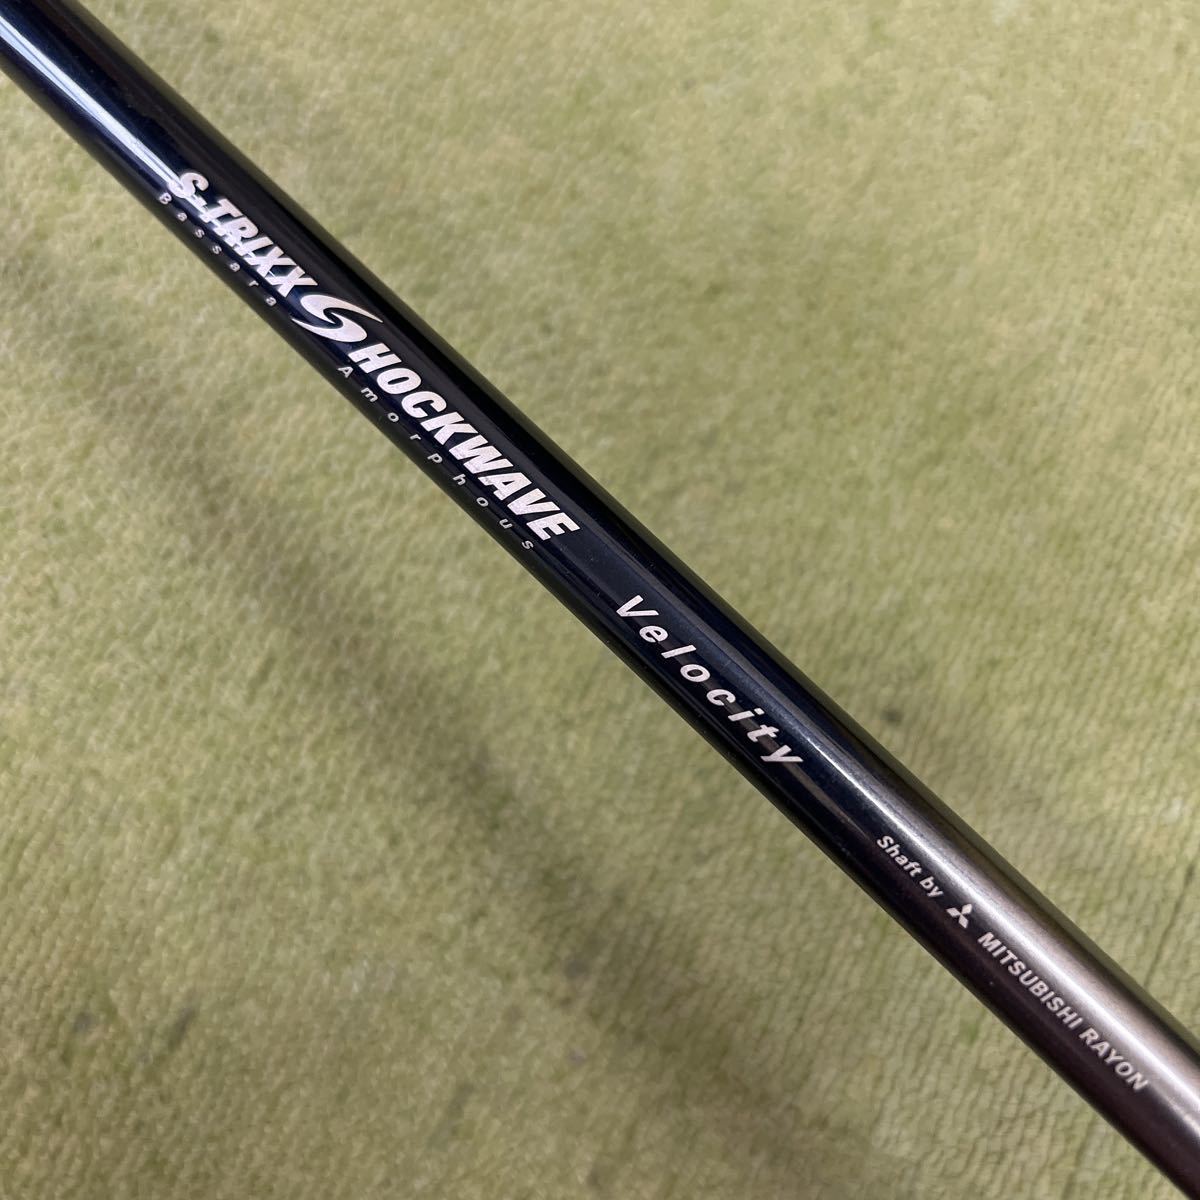 S-TRIXX SHOCKWAVE
Bassara Amorphous
Velocity
Shaft by MITSUBISHI RAYON